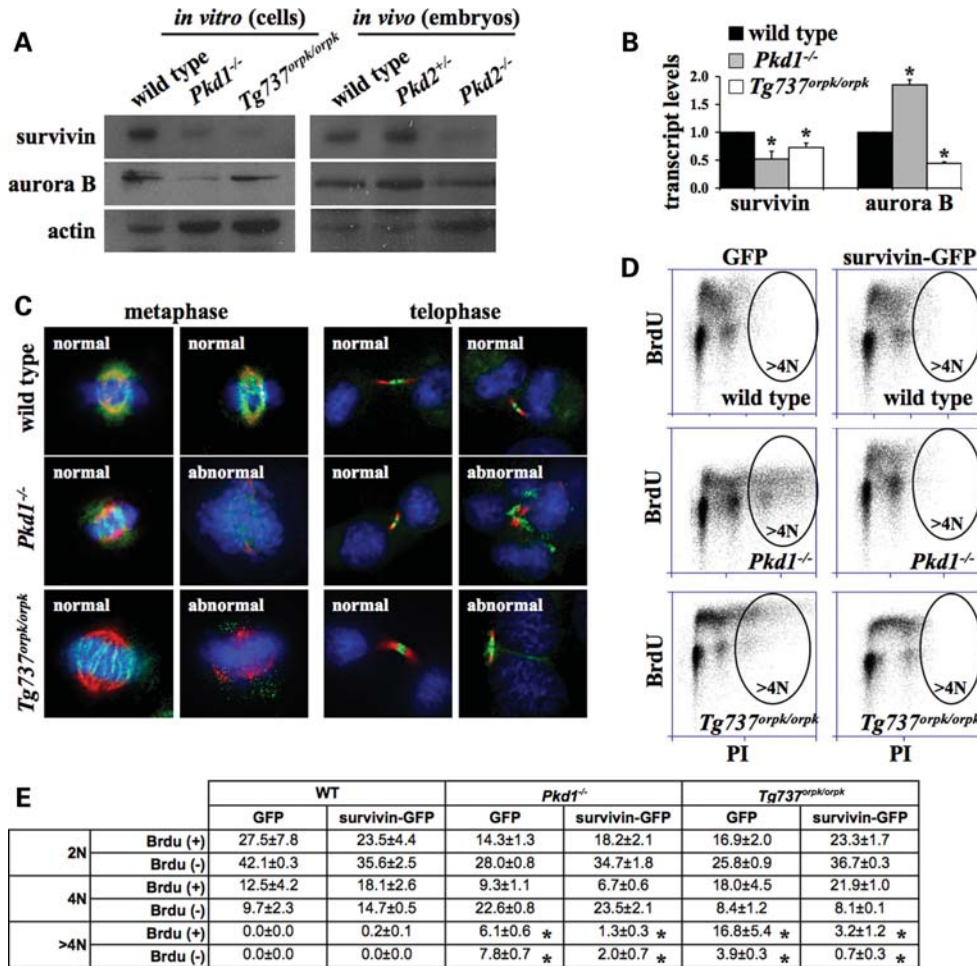 A
in vitro (cells)
in vivo (embryos)
wild type
Pkd1-/-
Tg737orpk/orpk
wild type
Pkd2+/-
Pkd2-/-
survivin
aurora B
actin
B
wild type
Pkd1-/-
Tg737orpk/orpk
transcript levels
2.0
1.5
1.0
0.5
0.0
* * * *
survivin aurora B
C
metaphase telophase
wild type
normal normal normal normal
Pkd1-/-
normal abnormal normal abnormal
Tg737orpk/orpk
normal abnormal normal abnormal
D
GFP survivin-GFP
BrdU >4N wild type
>4N wild type
BrdU >4N Pkd1-/-
>4N Pkd1-/-
BrdU >4N Tg737orpk/orpk
>4N Tg737orpk/orpk
PI PI
E
WT Pkd1-/- Tg737orpk/orpk
GFP survivin-GFP GFP survivin-GFP GFP survivin-GFP
2N Brdu (+) 27.5±7.8 23.5±4.4 14.3±1.3 18.2±2.1 16.9±2.0 23.3±1.7
Brdu (-) 42.1±0.3 35.6±2.5 28.0±0.8 34.7±1.8 25.8±0.9 36.7±0.3
4N Brdu (+) 12.5±4.2 18.1±2.6 9.3±1.1 6.7±0.6 18.0±4.5 21.9±1.0
Brdu (-) 9.7±2.3 14.7±0.5 22.6±0.8 23.5±2.1 8.4±1.2 8.1±0.1
>4N Brdu (+) 0.0±0.0 0.2±0.1 6.1±0.6 * 1.3±0.3 * 16.8±5.4 * 3.2±1.2 *
Brdu (-) 0.0±0.0 0.0±0.0 7.8±0.7 * 2.0±0.7 * 3.9±0.3 * 0.7±0.3 *